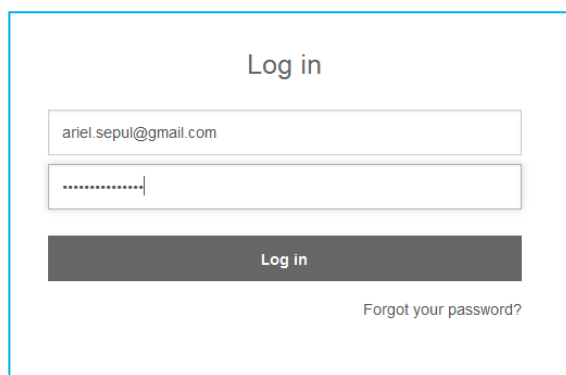 Log in
ariel.sepul@gmail.com
•••••••••••••••
Log in
Forgot your password?